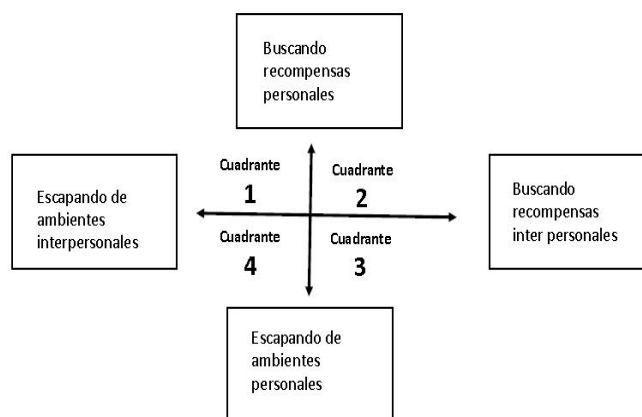 Buscando
recompensas
personales
Escapando de
ambientes
interpersonales
Cuadrante
1
Cuadrante
2
Cuadrante
4
Cuadrante
3
Buscando
recompensas
inter personales
Escapando de
ambientes
personales